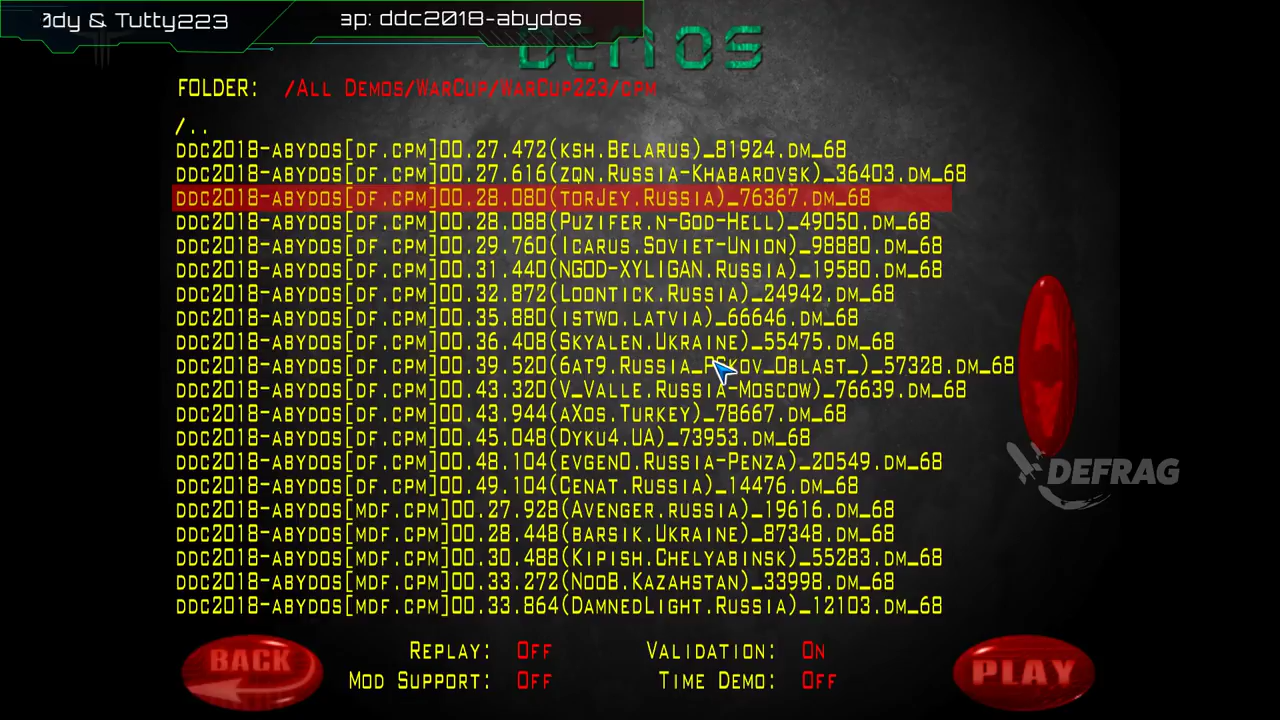 dy & Tutty223
ap: ddc2018-abydos
DEMOS
FOLDER: /All Demos/WarCup/WarCup223/cpm
/..
ddc2018-abydos[df.cpm]00.27.472(ksh.Belarus)_81924.dm_68
ddc2018-abydos[df.cpm]00.27.616(zqn.Russia-Khabarovsk)_36403.dm_68
ddc2018-abydos[df.cpm]00.28.080(torJey.Russia)_76367.dm_68
ddc2018-abydos[df.cpm]00.28.088(Puzifer.n-God-Hell)_49050.dm_68
ddc2018-abydos[df.cpm]00.29.760(Icarus.Soviet-Union)_98880.dm_68
ddc2018-abydos[df.cpm]00.31.440(NGOD-XYLIGAN.Russia)_19580.dm_68
ddc2018-abydos[df.cpm]00.32.872(Loontick.Russia)_24942.dm_68
ddc2018-abydos[df.cpm]00.35.880(istwo.latvia)_66646.dm_68
ddc2018-abydos[df.cpm]00.36.408(Skyalen.Ukraine)_55475.dm_68
ddc2018-abydos[df.cpm]00.39.520(6at9.Russia_Pskov_Oblast_)_57328.dm_68
ddc2018-abydos[df.cpm]00.43.320(V_Valle.Russia-Moscow)_76639.dm_68
ddc2018-abydos[df.cpm]00.43.944(aXos.Turkey)_78667.dm_68
ddc2018-abydos[df.cpm]00.45.048(Dyku4.UA)_73953.dm_68
ddc2018-abydos[df.cpm]00.48.104(evgen0.Russia-Penza)_20549.dm_68
ddc2018-abydos[df.cpm]00.49.104(Cenat.Russia)_14476.dm_68
ddc2018-abydos[mdf.cpm]00.27.928(Avenger.russia)_19616.dm_68
ddc2018-abydos[mdf.cpm]00.28.448(barsik.Ukraine)_87348.dm_68
ddc2018-abydos[mdf.cpm]00.30.488(Kipish.Chelyabinsk)_55283.dm_68
ddc2018-abydos[mdf.cpm]00.33.272(NooB.Kazahstan)_33998.dm_68
ddc2018-abydos[mdf.cpm]00.33.864(DamnedLight.Russia)_12103.dm_68
DEFRAG
Replay: Off Validation: On
Mod Support: Off Time Demo: Off
BACK
PLAY